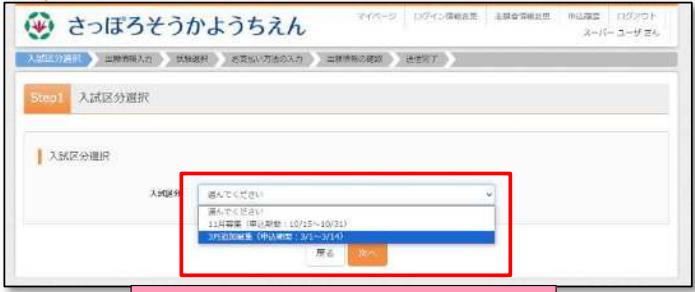 さっぽろそうかようちえん
マイページ ログイン情報変更 志願者情報変更 申込履歴 ログアウト
スーパー ユーザ さん
入試区分選択 出願情報入力 試験選択 お支払い方法の入力 出願情報の確認 送信完了
Step1 入試区分選択
入試区分選択
入試区分 選んでください
選んでください
11月募集（申込期間：10/15～10/31）
3月追加募集（申込期間：3/1～3/14）
戻る 次へ